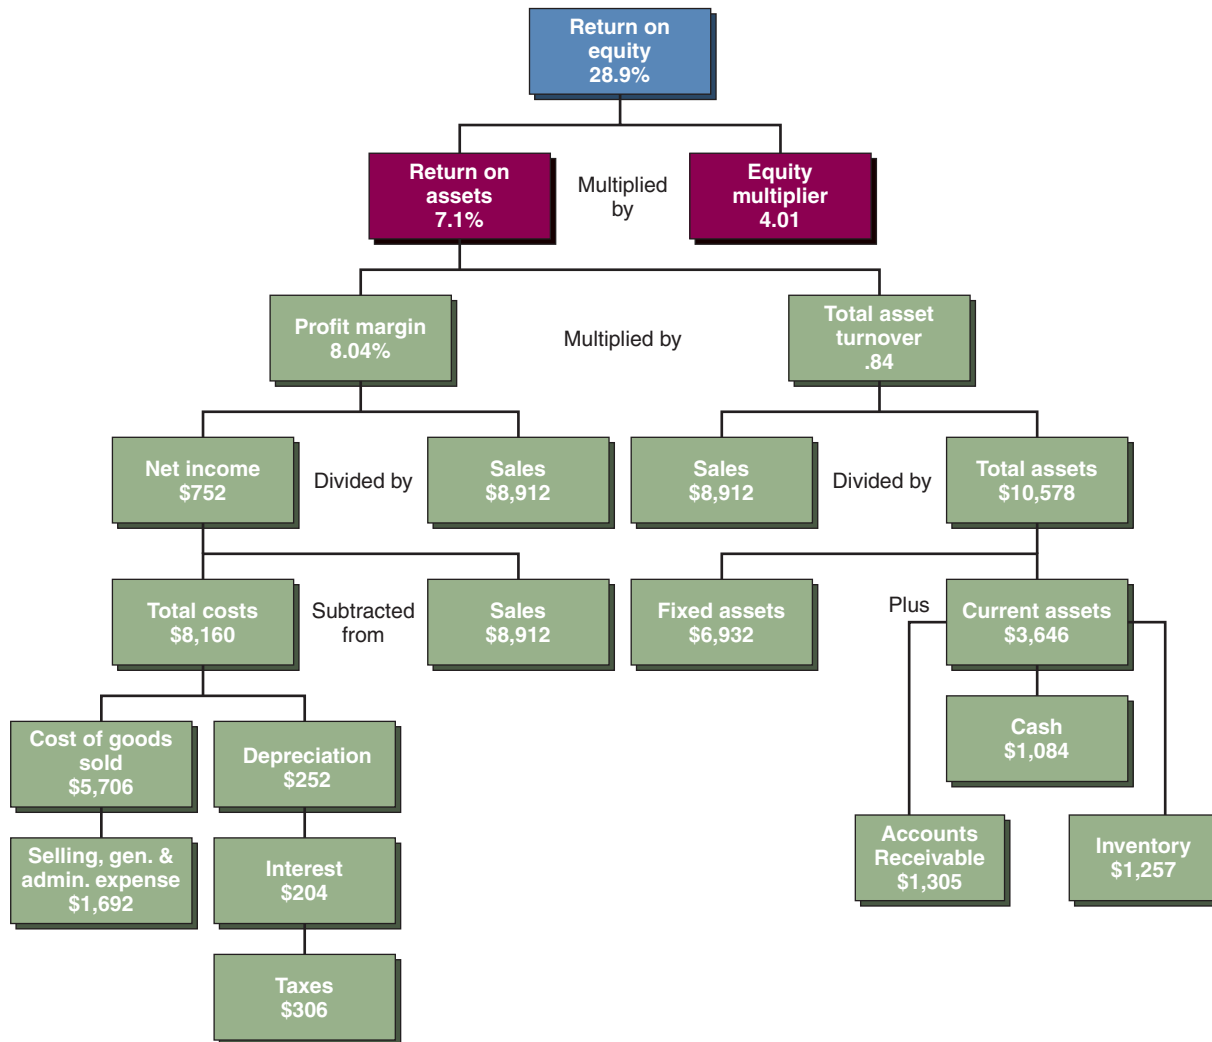 Return on
equity
28.9%
Return on
assets
7.1%
Multiplied
by
Equity
multiplier
4.01
Profit margin
8.04%
Multiplied by
Total asset
turnover
.84
Net income
$752
Divided by
Sales
$8,912
Sales
$8,912
Divided by
Total assets
$10,578
Total costs
$8,160
Subtracted
from
Sales
$8,912
Fixed assets
$6,932
Plus
Current assets
$3,646
Cost of goods
sold
$5,706
Depreciation
$252
Cash
$1,084
Selling, gen. &
admin. expense
$1,692
Interest
$204
Accounts
Receivable
$1,305
Inventory
$1,257
Taxes
$306